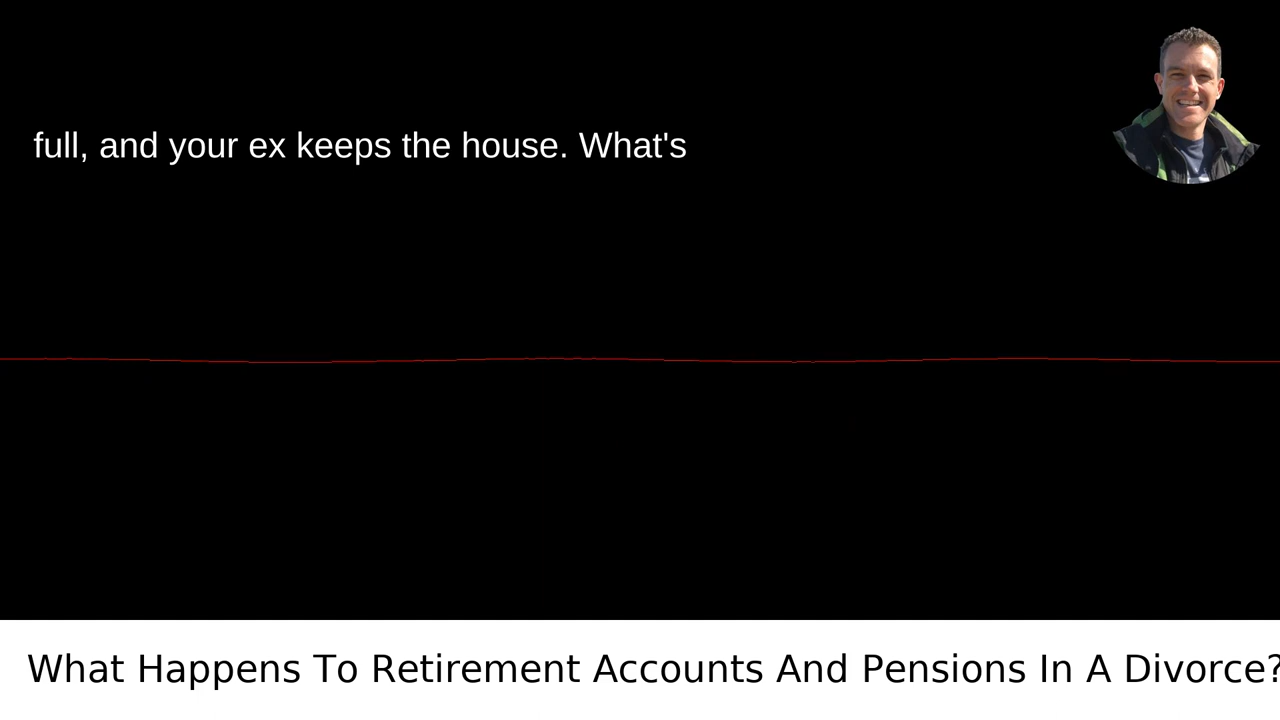 full, and your ex keeps the house. What's
What Happens To Retirement Accounts And Pensions In A Divorce?